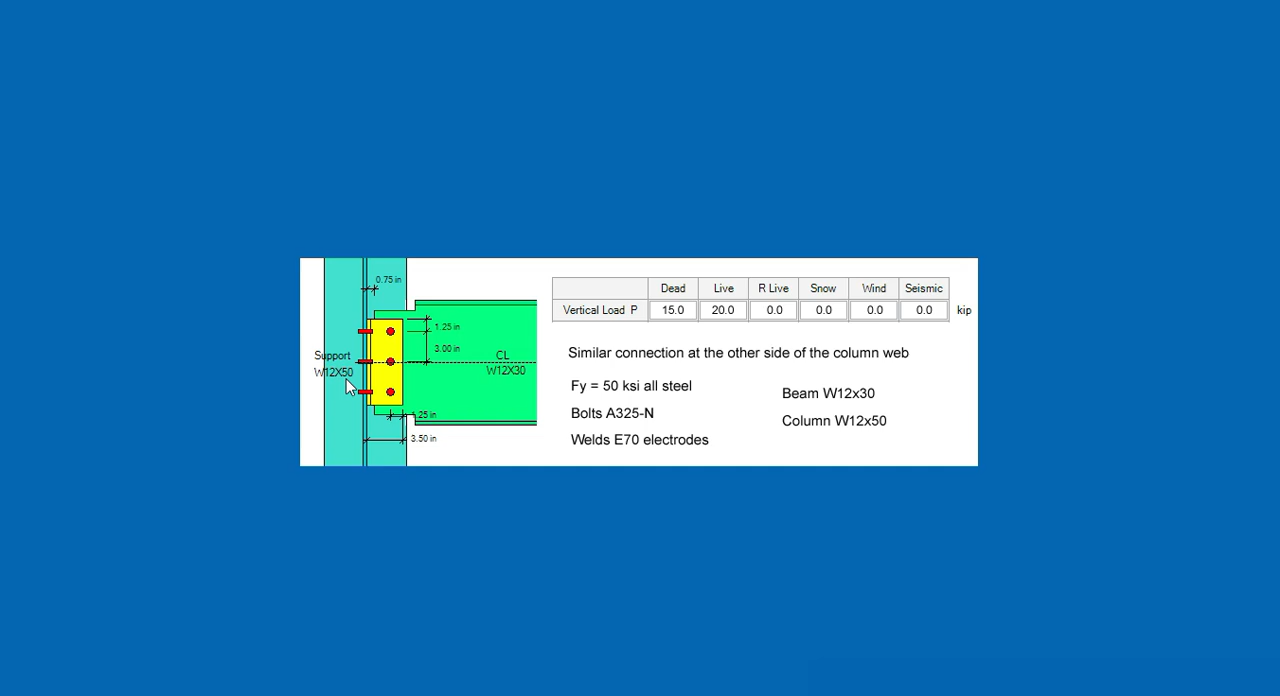 0.75 in
1.25 in
3.00 in
Support
W12X50
CL
W12X30
1.25 in
3.50 in
Dead Live R Live Snow Wind Seismic
Vertical Load P 15.0 20.0 0.0 0.0 0.0 0.0 kip
Similar connection at the other side of the column web
Fy = 50 ksi all steel
Bolts A325-N
Welds E70 electrodes
Beam W12x30
Column W12x50